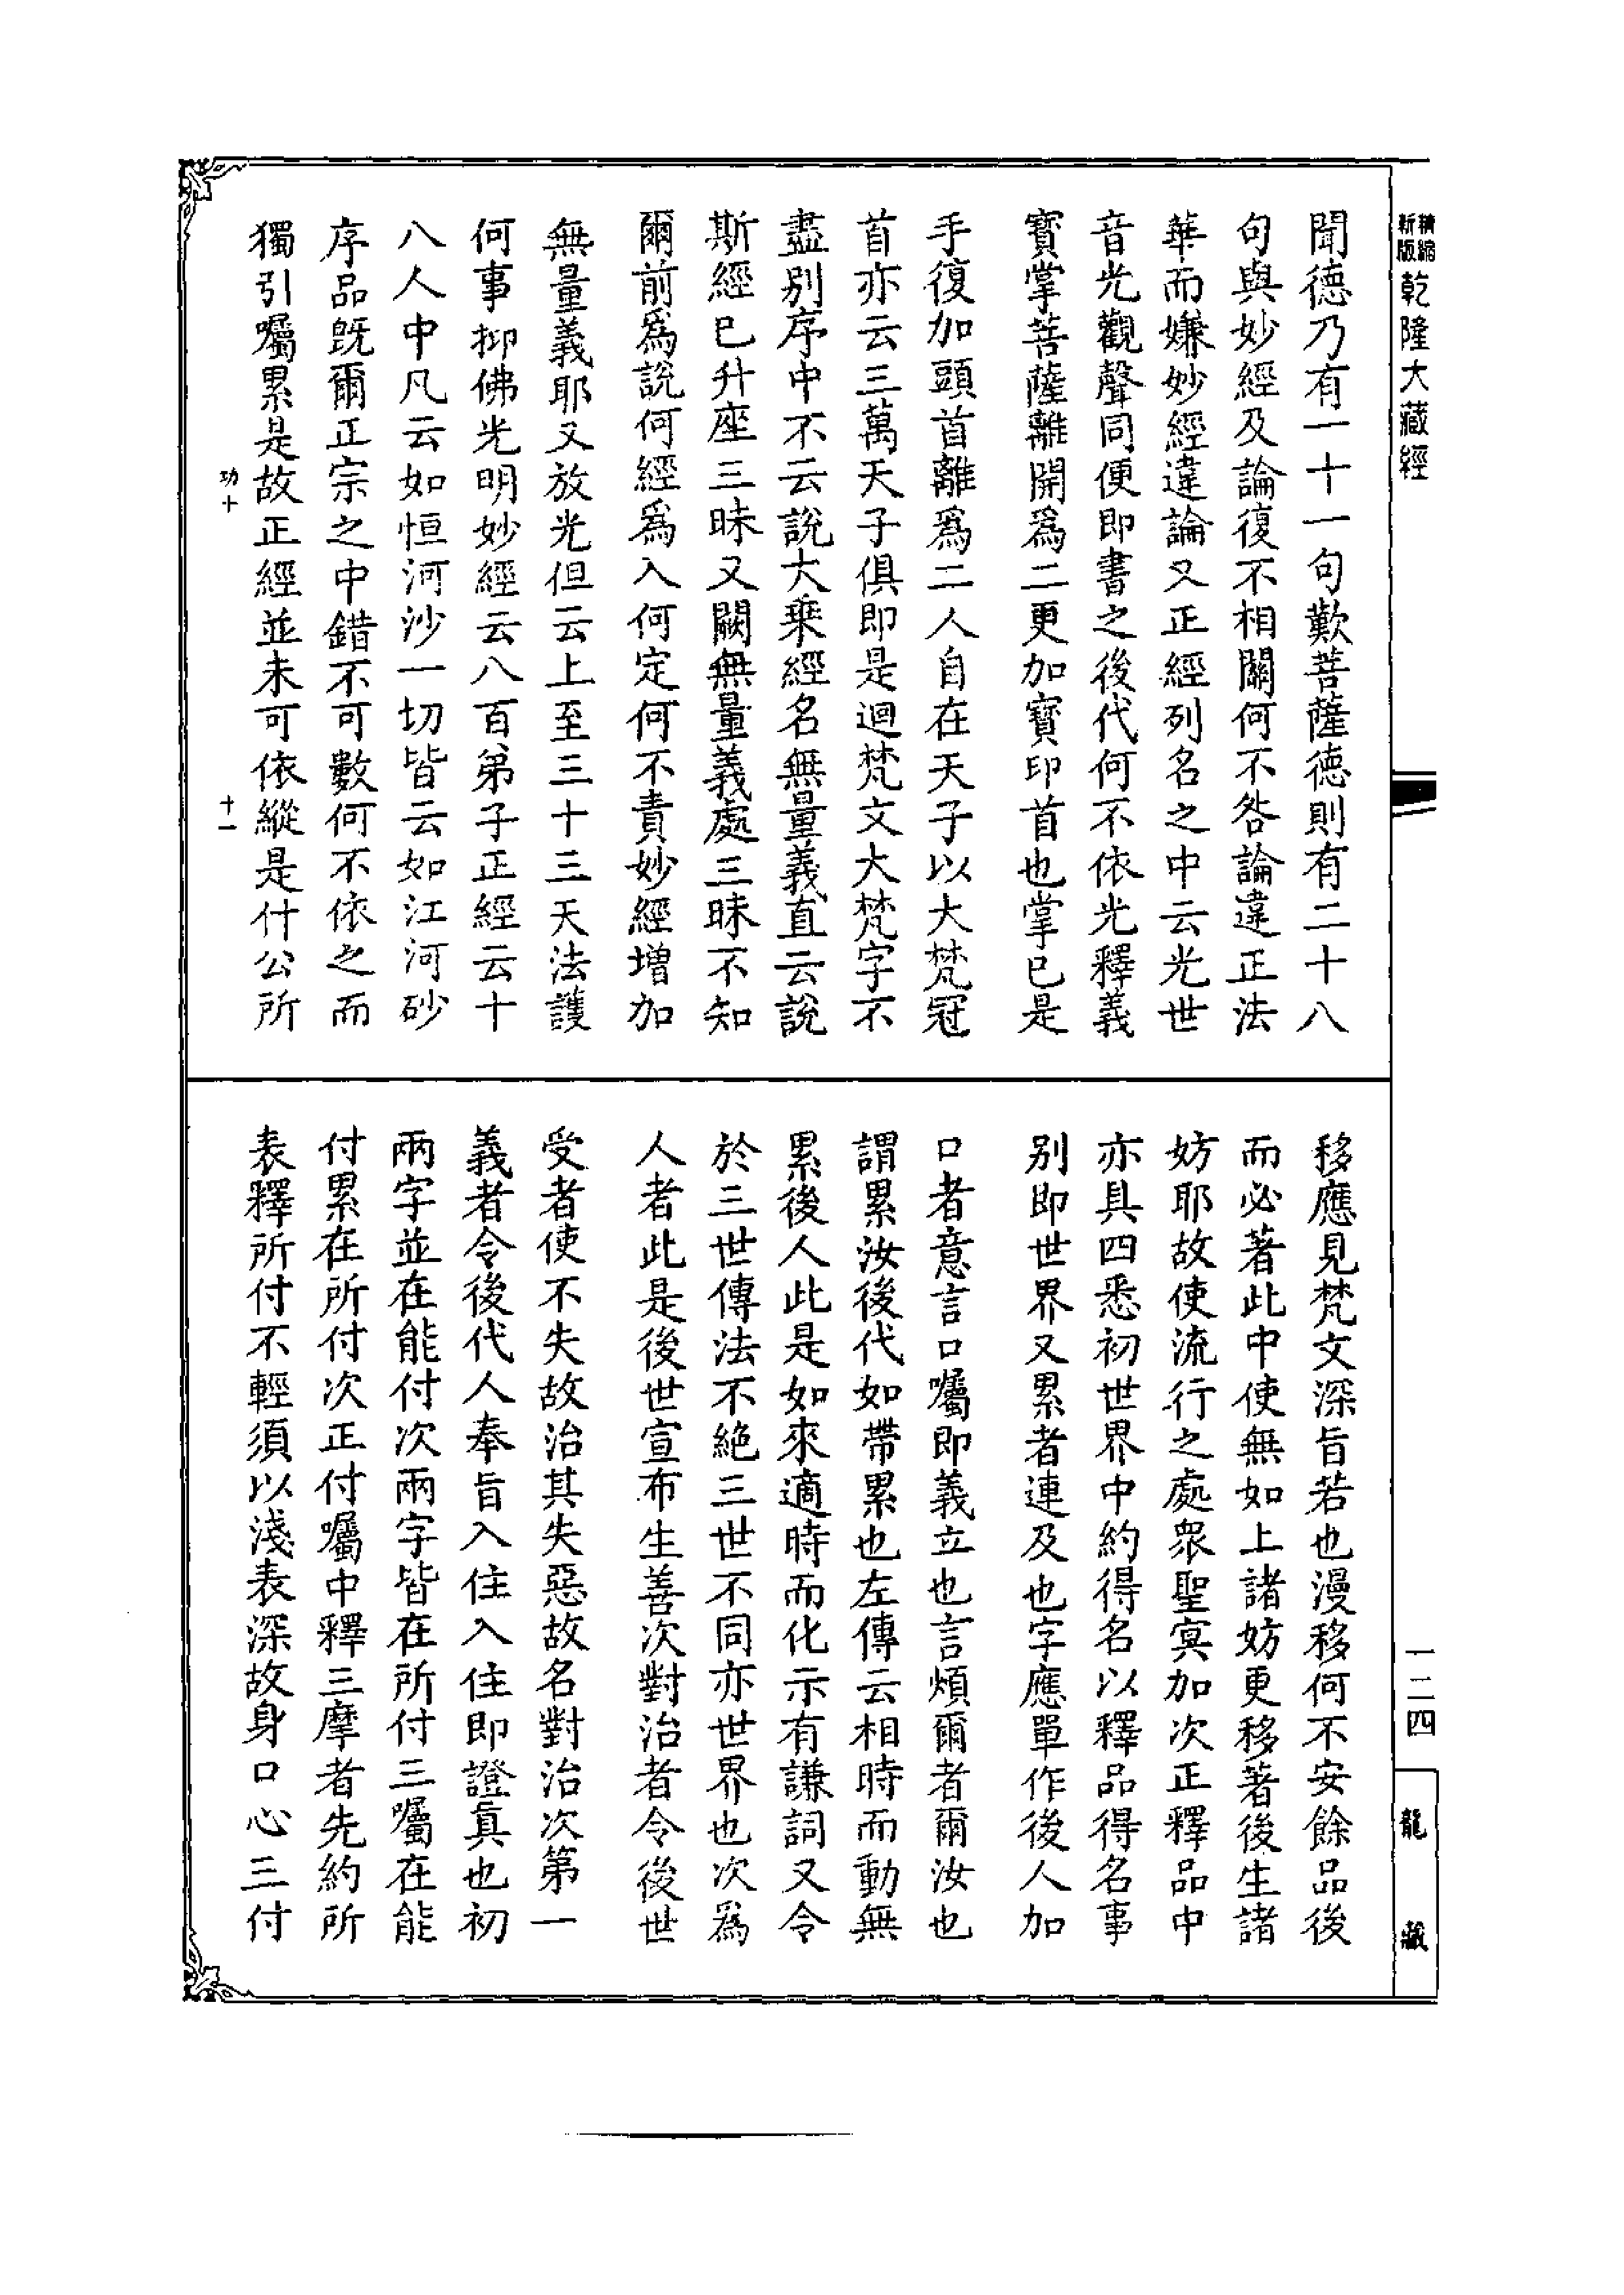 精縮新版乾隆大藏經
聞德乃有一十一句歎菩薩德則有二十八
句與妙經及論復不相關何不咎論違正法
華而嫌妙經違論又正經列名之中云光世
音光觀聲同便即書之後代何不依光釋義
寶掌菩薩離開為二更加寶印首也掌已是
手復加頭首離為二人自在天子以大梵冠
首亦云三萬天子俱即是迴梵文大梵字不
盡別序中不云說大乗經名無量義直云說
斯經已升座三昧又闕無量義處三昧不知
爾前為說何經為入何定何不責妙經增加
無量義耶又放光但云上至三十三天法護
何事抑佛光明妙經云八百弟子正經云十
八人中凡云如恒河沙一切皆云如江河砂
序品既爾正宗之中錯不可數何不依之而
獨引囑累是故正經並未可依縱是什公所
功十
十一
移應見梵文深旨若也漫移何不安餘品後
而必著此中使無如上諸妨更移著後生諸
妨耶故使流行之處眾聖冥加次正釋品中
亦具四悉初世界中約得名以釋品得名事
別即世界又累者連及也字應單作後人加
口者意言口囑即義立也言煩爾者爾汝也
謂累汝後代如帶累也左傳云相時而動無
累後人此是如來適時而化示有謙詞又令
於三世傳法不絕三世不同亦世界也次為
人者此是後世宣布生善次對治者令後世
受者使不失故治其失惡故名對治次第一
義者令後代人奉旨入住入住即證真也初
兩字並在能付次兩字皆在所付三囑在能
付累在所付次正付囑中釋三摩者先約所
表釋所付不輕須以淺表深故身口心三付
一二四
龍藏